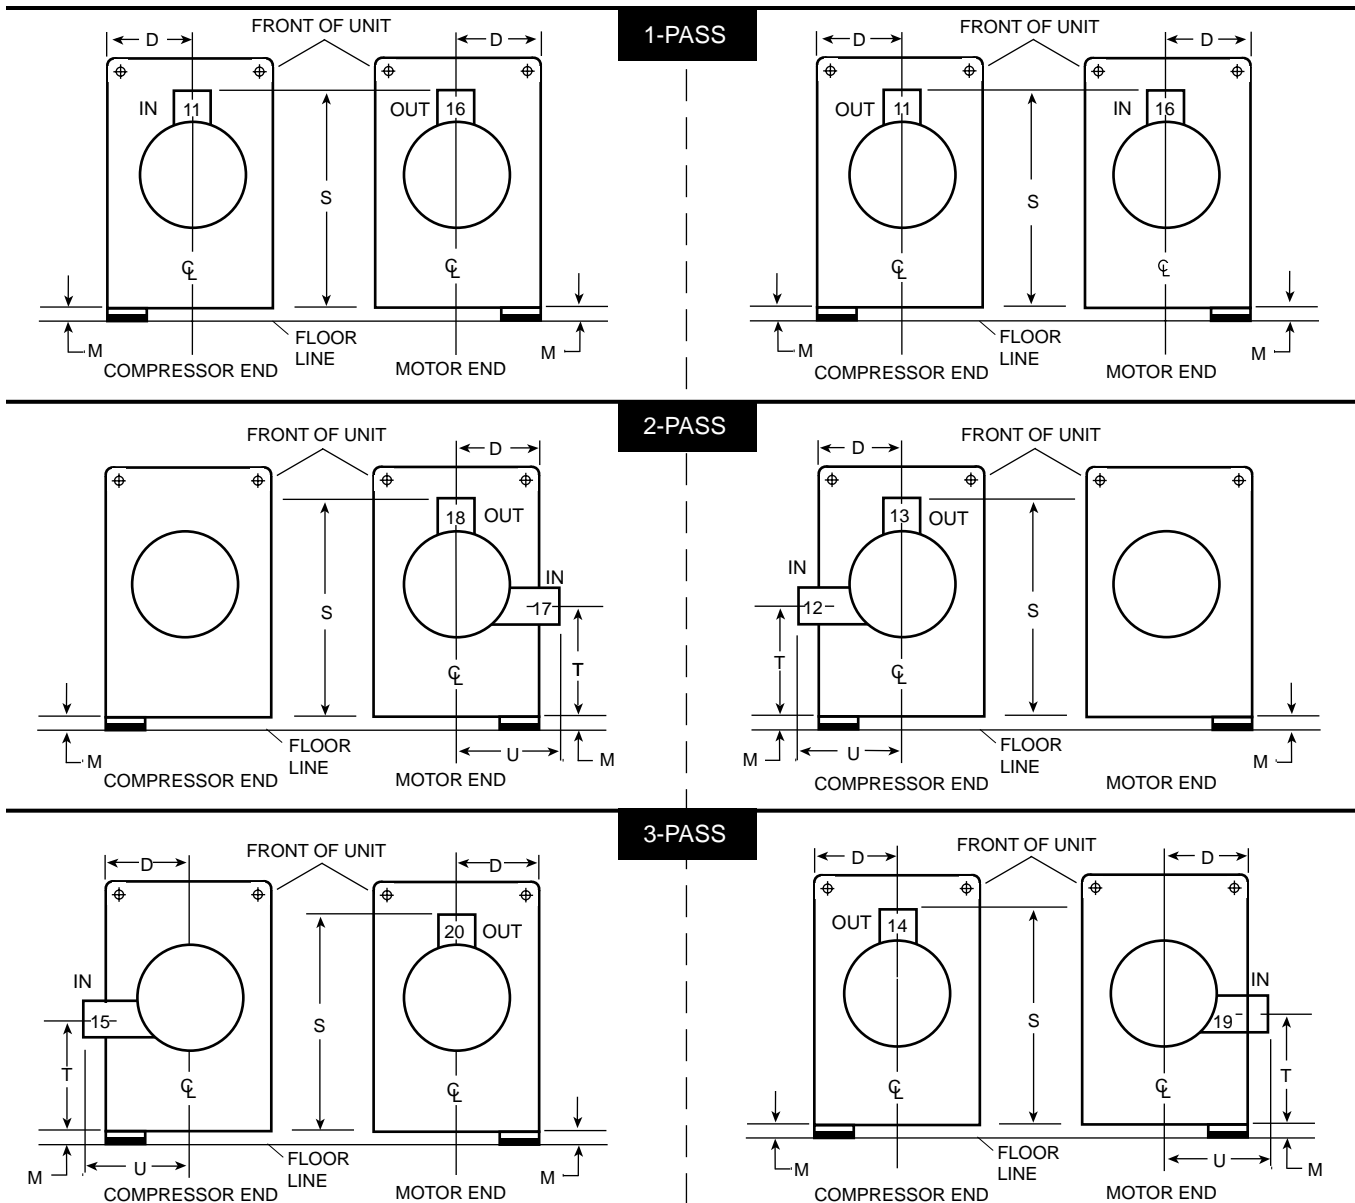 1-PASS
FRONT OF UNIT
D
D
IN
11
OUT
16
S
℄
℄
M
M
FLOOR
LINE
COMPRESSOR END
MOTOR END
FRONT OF UNIT
D
D
OUT
11
IN
16
S
℄
℄
M
M
FLOOR
LINE
COMPRESSOR END
MOTOR END
2-PASS
FRONT OF UNIT
D
18
OUT
IN
17
S
T
℄
M
U
M
FLOOR
LINE
COMPRESSOR END
MOTOR END
FRONT OF UNIT
D
13
OUT
IN
12
S
T
℄
M
U
M
FLOOR
LINE
COMPRESSOR END
MOTOR END
3-PASS
FRONT OF UNIT
D
D
20
OUT
IN
15
S
T
℄
℄
M
U
M
FLOOR
LINE
COMPRESSOR END
MOTOR END
FRONT OF UNIT
D
D
OUT
14
IN
19
S
T
℄
℄
M
U
M
FLOOR
LINE
COMPRESSOR END
MOTOR END